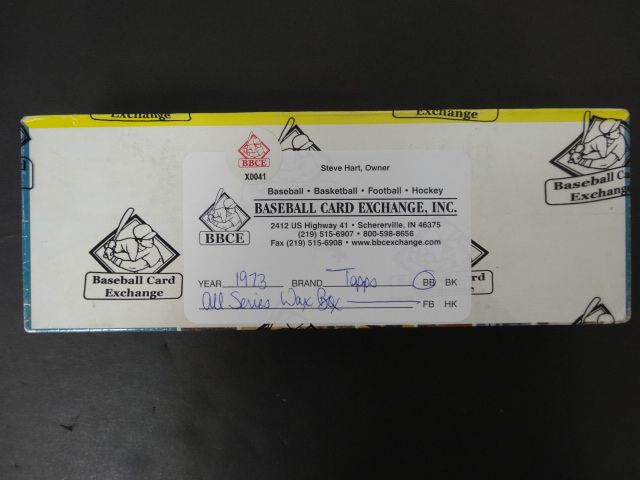 Card
Exchange
Exchange
BBCE
X0041
Steve Hart, Owner
Baseball • Basketball • Football • Hockey
BASEBALL CARD EXCHANGE, INC.
BBCE
2412 US Highway 41 • Schererville, IN 46375
(219) 515-6907 • 800-598-8656
Fax (219) 515-6908 • www.bbcexchange.com
YEAR 1973 BRAND Topps BB BK
All Series Wax Box FB HK
Baseball Card
Exchange
Baseball Card
Exchange
rd